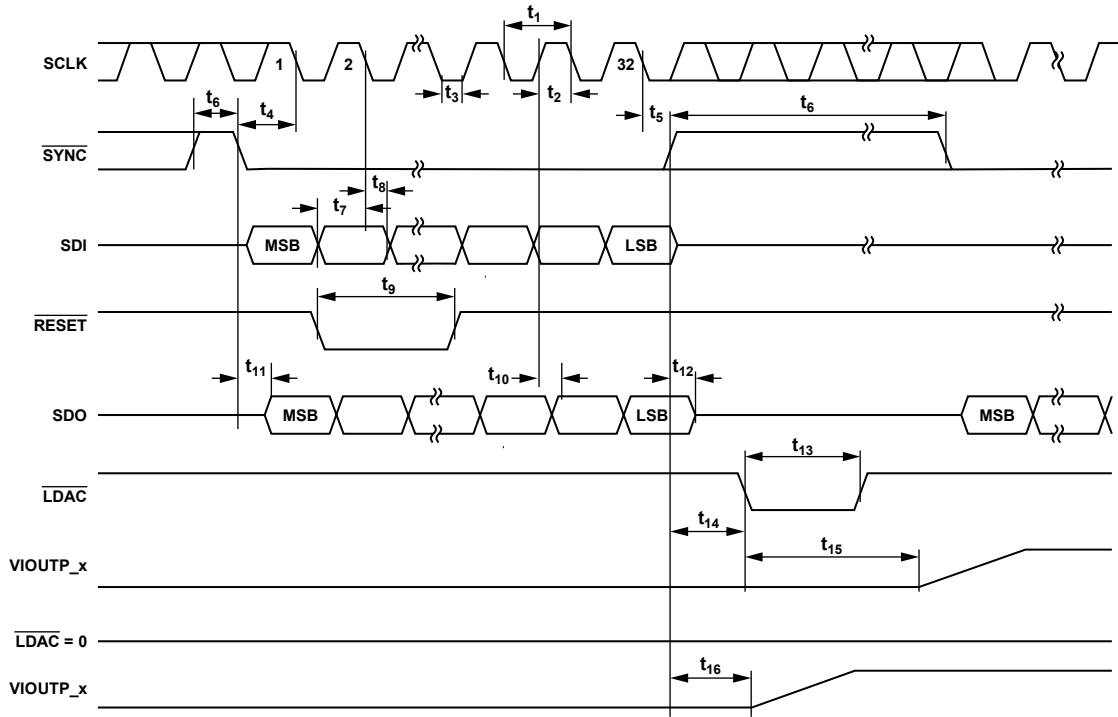 t1
SCLK 1 2 32
t3 t2
t6 t4 t5 t6
SYNC
t8
t7
SDI MSB LSB
t9
RESET
t11 t10 t12
SDO MSB LSB MSB
t13
LDAC
t14
t15
VIOUTP_x
LDAC = 0
t16
VIOUTP_x